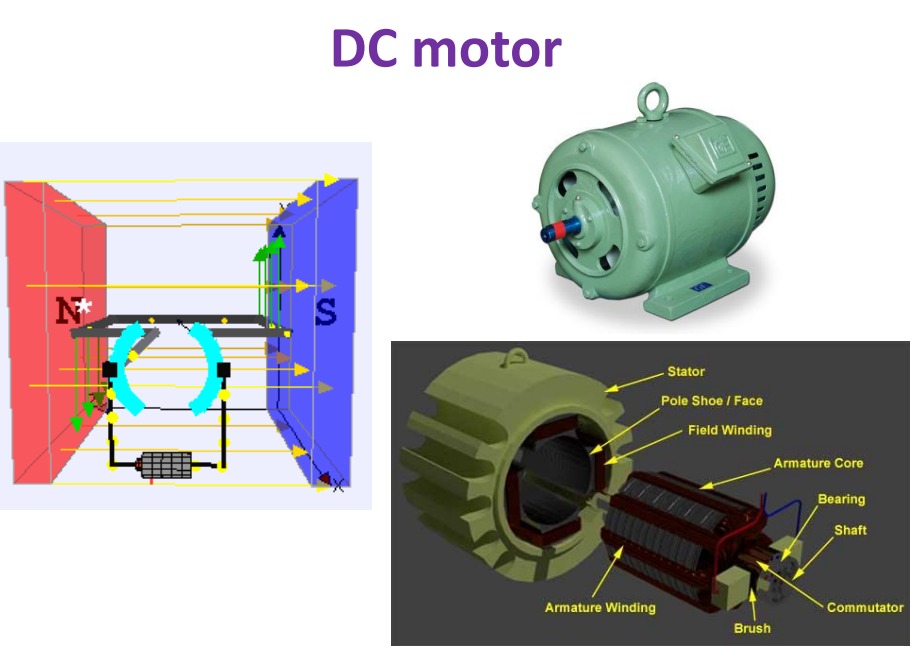 DC motor
N*
S
X
Stator
Pole Shoe / Face
Field Winding
Armature Core
Bearing
Shaft
Armature Winding
Commutator
Brush